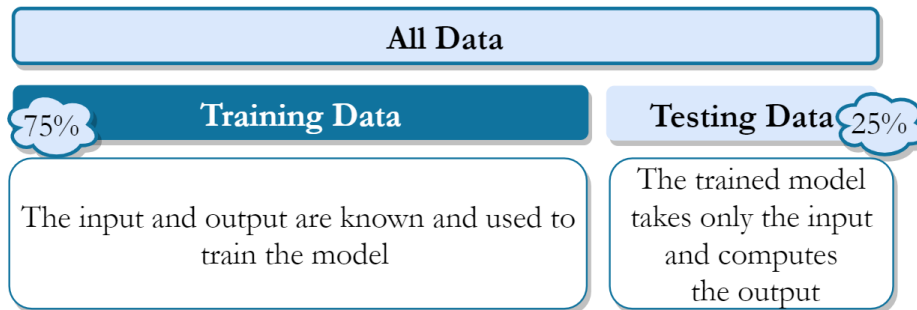 All Data
75%
Training Data
Testing Data
25%
The input and output are known and used to
train the model
The trained model
takes only the input
and computes
the output